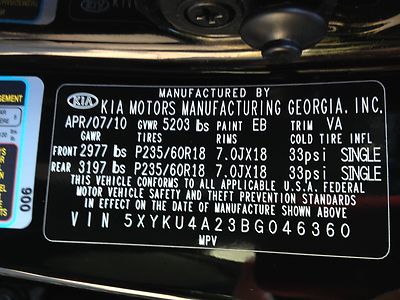 MANUFACTURED BY
KIA KIA MOTORS MANUFACTURING GEORGIA. INC.
APR/07/10 GVWR 5203 lbs PAINT EB TRIM VA
GAWR TIRES RIMS COLD TIRE INFL
FRONT 2977 lbs P235/60R18 7.0JX18 33psi SINGLE
REAR 3197 lbs P235/60R18 7.0JX18 33psi SINGLE
THIS VEHICLE CONFORMS TO ALL APPLICABLE U.S.A. FEDERAL
MOTOR VEHICLE SAFETY AND THEFT PREVENTION STANDARDS
IN EFFECT ON THE DATE OF MANUFACTURE SHOWN ABOVE
VIN 5XYKU4A23BG046360
MPV
006